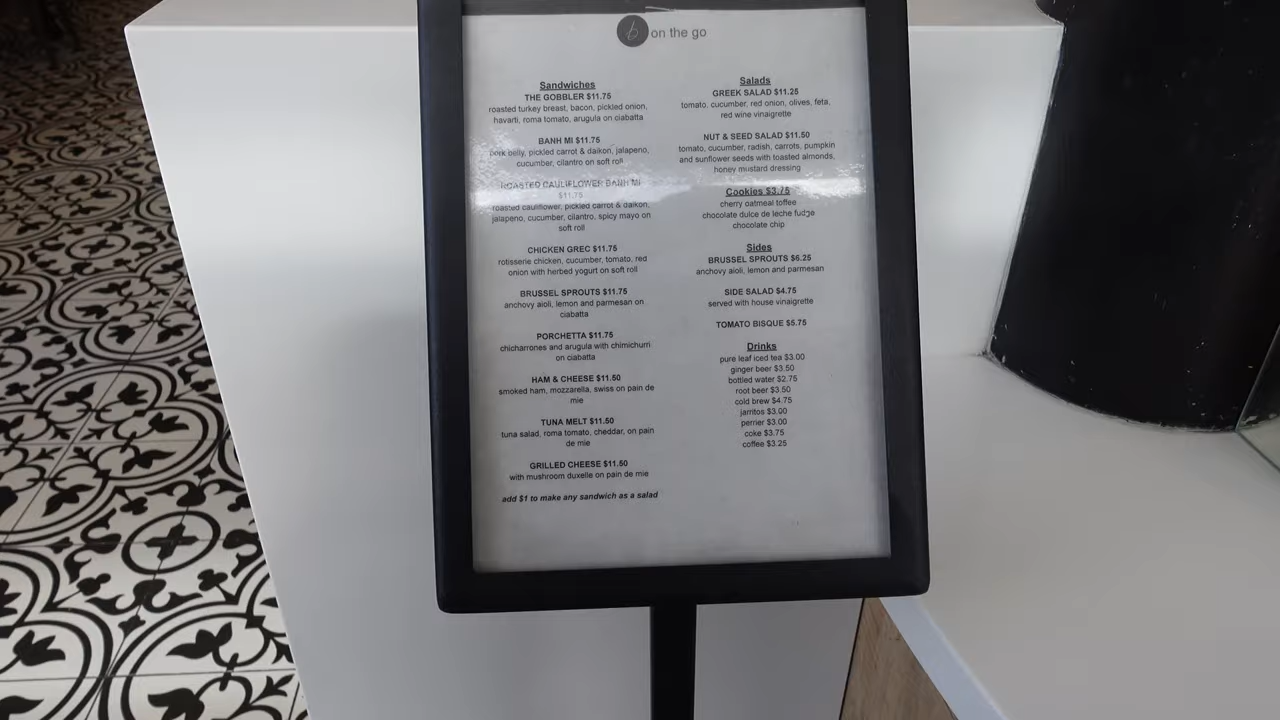 b on the go
Sandwiches
THE GOBBLER $11.75
roasted turkey breast, bacon, pickled onion,
havarti, roma tomato, arugula on ciabatta
BANH MI $11.75
pork belly, pickled carrot & daikon, jalapeno,
cucumber, cilantro on soft roll
ROASTED CAULIFLOWER BANH MI
$11.75
roasted cauliflower, pickled carrot & daikon,
jalapeno, cucumber, cilantro, spicy mayo on
soft roll
CHICKEN GREC $11.75
rotisserie chicken, cucumber, tomato, red
onion with herbed yogurt on soft roll
BRUSSEL SPROUTS $11.75
anchovy aioli, lemon and parmesan on
ciabatta
PORCHETTA $11.75
chicharrones and arugula with chimichurri
on ciabatta
HAM & CHEESE $11.50
smoked ham, mozzarella, swiss on pain de
mie
TUNA MELT $11.50
tuna salad, roma tomato, cheddar, on pain
de mie
GRILLED CHEESE $11.50
with mushroom duxelle on pain de mie
add $1 to make any sandwich as a salad
Salads
GREEK SALAD $11.25
tomato, cucumber, red onion, olives, feta,
red wine vinaigrette
NUT & SEED SALAD $11.50
tomato, cucumber, radish, carrots, pumpkin
and sunflower seeds with toasted almonds,
honey mustard dressing
Cookies $3.75
cherry oatmeal toffee
chocolate dulce de leche fudge
chocolate chip
Sides
BRUSSEL SPROUTS $6.25
anchovy aioli, lemon and parmesan
SIDE SALAD $4.75
served with house vinaigrette
TOMATO BISQUE $5.75
Drinks
pure leaf iced tea $3.00
ginger beer $3.50
bottled water $2.75
root beer $3.50
cold brew $4.75
jarritos $3.00
perrier $3.00
coke $3.75
coffee $3.25